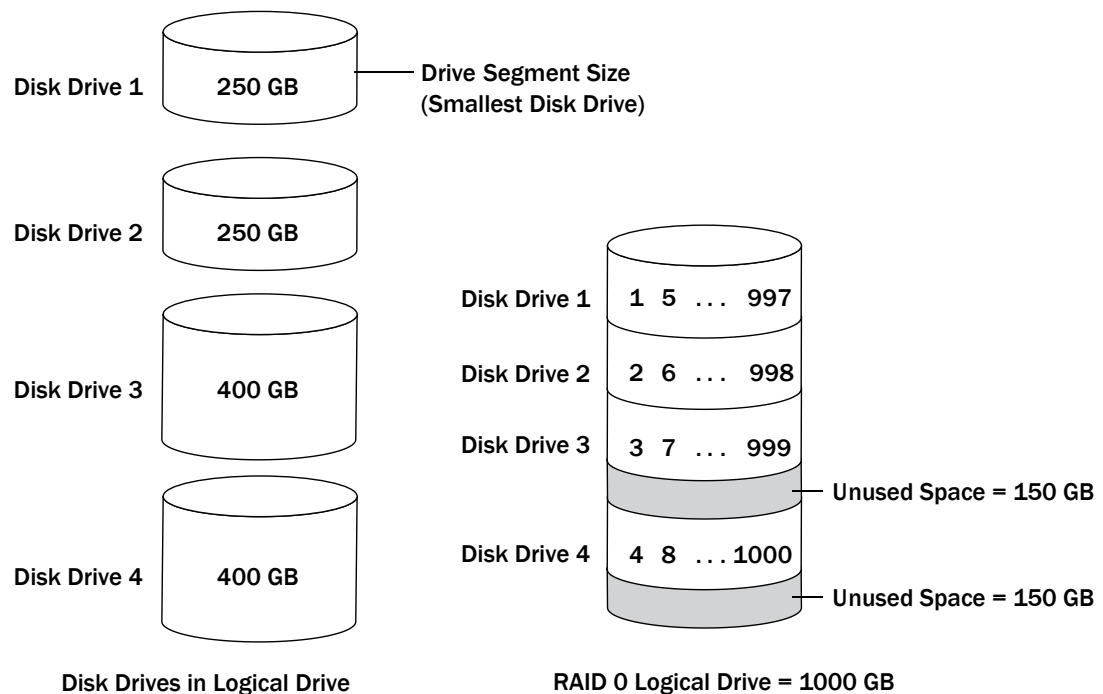 Disk Drive 1
250 GB
Drive Segment Size
(Smallest Disk Drive)
Disk Drive 2
250 GB
Disk Drive 3
400 GB
Disk Drive 4
400 GB
Disk Drives in Logical Drive
Disk Drive 1
1 5 ... 997
Disk Drive 2
2 6 ... 998
Disk Drive 3
3 7 ... 999
Unused Space = 150 GB
Disk Drive 4
4 8 ... 1000
Unused Space = 150 GB
RAID 0 Logical Drive = 1000 GB